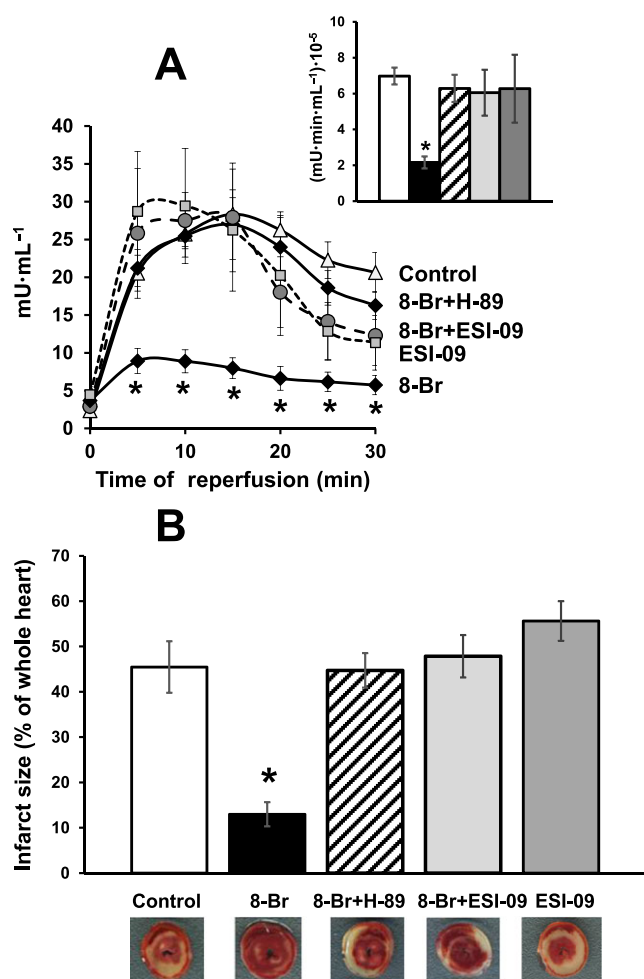 A
(mU·min·mL⁻¹)·10⁻⁵
10
8
6
4
2
0
*
mU·mL⁻¹
40
35
30
25
20
15
10
5
0
Control
8-Br+H-89
8-Br+ESI-09
ESI-09
8-Br
* * * * * *
0 10 20 30
Time of reperfusion (min)
B
Infarct size (% of whole heart)
70
60
50
40
30
20
10
0
*
Control 8-Br 8-Br+H-89 8-Br+ESI-09 ESI-09